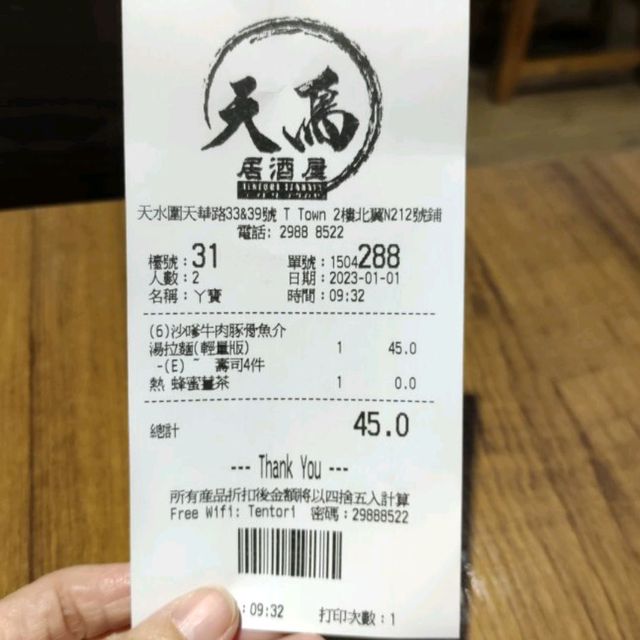 天鳥
居酒屋
天水圍天華路33&39號 T Town 2樓北翼N212號鋪
電話: 2988 8522
檯號:31 單號:1504288
人數:2 日期:2023-01-01
名稱:丫寶 時間:09:32
(6)沙嗲牛肉豚骨魚介
湯拉麵(輕量版) 1 45.0
-(E) 壽司4件
熱 蜂蜜薑茶 1 0.0
總計 45.0
--- Thank You ---
所有產品折扣後金額將以四捨五入計算
Free Wifi: Tentori 密碼:29888522
:09:32 打印次數:1